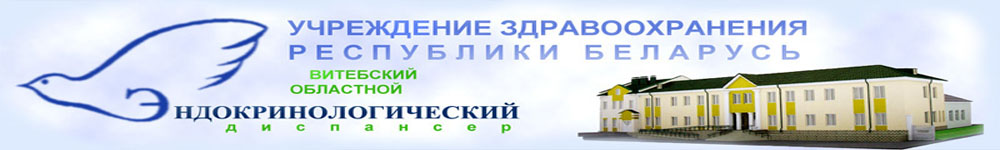 УЧРЕЖДЕНИЕ ЗДРАВООХРАНЕНИЯ
РЕСПУБЛИКИ БЕЛАРУСЬ
ВИТЕБСКИЙ
ОБЛАСТНОЙ
ЭНДОКРИНОЛОГИЧЕСКИЙ
диспансер